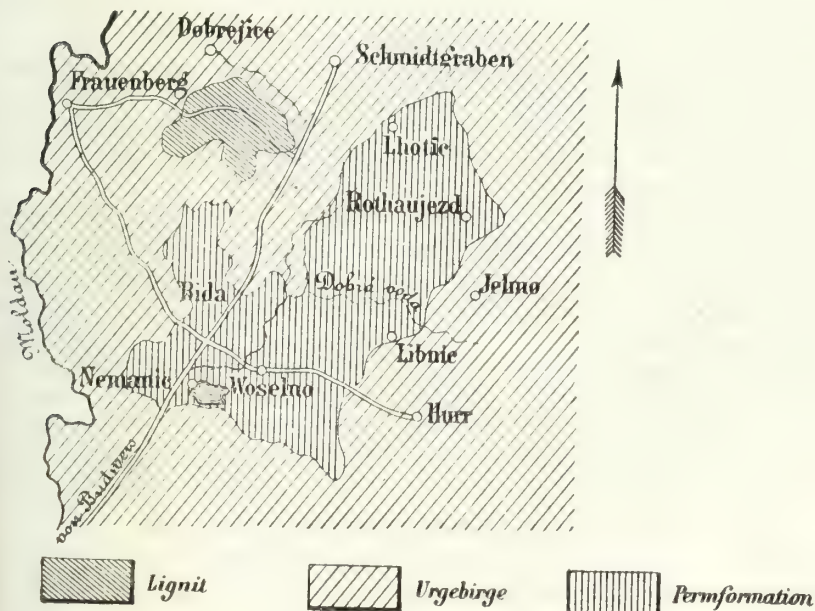 Dobrejice
Schmidtgraben
Frauenberg
Lhotic
Rothaujezd
Dobrá voda
Jelmo
Bida
Moldau
Libnic
Nemanic
Woselno
Hurr
von Budweis
Lignit
Urgebirge
Permformation